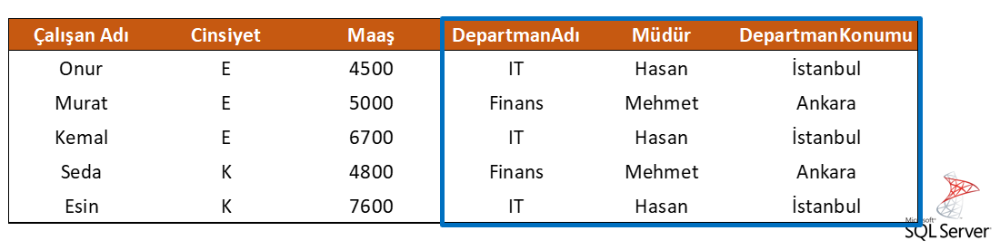 Çalışan Adı Cinsiyet Maaş DepartmanAdı Müdür DepartmanKonumu
Onur E 4500 IT Hasan İstanbul
Murat E 5000 Finans Mehmet Ankara
Kemal E 6700 IT Hasan İstanbul
Seda K 4800 Finans Mehmet Ankara
Esin K 7600 IT Hasan İstanbul
Microsoft®
SQL Server